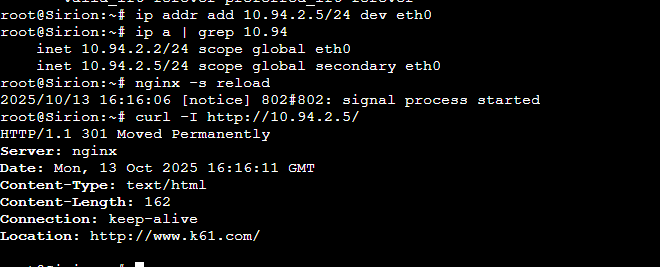 root@Sirion:~# ip addr add 10.94.2.5/24 dev eth0
root@Sirion:~# ip a | grep 10.94
    inet 10.94.2.2/24 scope global eth0
    inet 10.94.2.5/24 scope global secondary eth0
root@Sirion:~# nginx -s reload
2025/10/13 16:16:06 [notice] 802#802: signal process started
root@Sirion:~# curl -I http://10.94.2.5/
HTTP/1.1 301 Moved Permanently
Server: nginx
Date: Mon, 13 Oct 2025 16:16:11 GMT
Content-Type: text/html
Content-Length: 162
Connection: keep-alive
Location: http://www.k61.com/
root@Sirion:~#